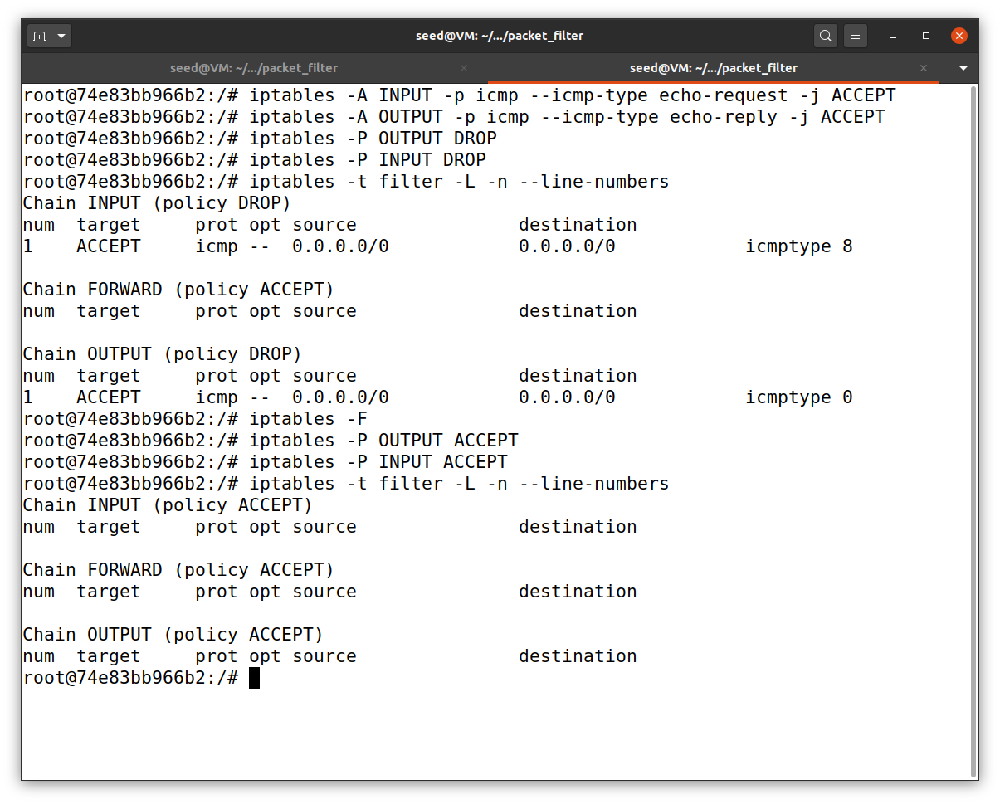 seed@VM: ~/.../packet_filter
seed@VM: ~/.../packet_filter seed@VM: ~/.../packet_filter
root@74e83bb966b2:/# iptables -A INPUT -p icmp --icmp-type echo-request -j ACCEPT
root@74e83bb966b2:/# iptables -A OUTPUT -p icmp --icmp-type echo-reply -j ACCEPT
root@74e83bb966b2:/# iptables -P OUTPUT DROP
root@74e83bb966b2:/# iptables -P INPUT DROP
root@74e83bb966b2:/# iptables -t filter -L -n --line-numbers
Chain INPUT (policy DROP)
num  target     prot opt source               destination
1    ACCEPT     icmp --  0.0.0.0/0            0.0.0.0/0            icmptype 8
Chain FORWARD (policy ACCEPT)
num  target     prot opt source               destination
Chain OUTPUT (policy DROP)
num  target     prot opt source               destination
1    ACCEPT     icmp --  0.0.0.0/0            0.0.0.0/0            icmptype 0
root@74e83bb966b2:/# iptables -F
root@74e83bb966b2:/# iptables -P OUTPUT ACCEPT
root@74e83bb966b2:/# iptables -P INPUT ACCEPT
root@74e83bb966b2:/# iptables -t filter -L -n --line-numbers
Chain INPUT (policy ACCEPT)
num  target     prot opt source               destination
Chain FORWARD (policy ACCEPT)
num  target     prot opt source               destination
Chain OUTPUT (policy ACCEPT)
num  target     prot opt source               destination
root@74e83bb966b2:/#